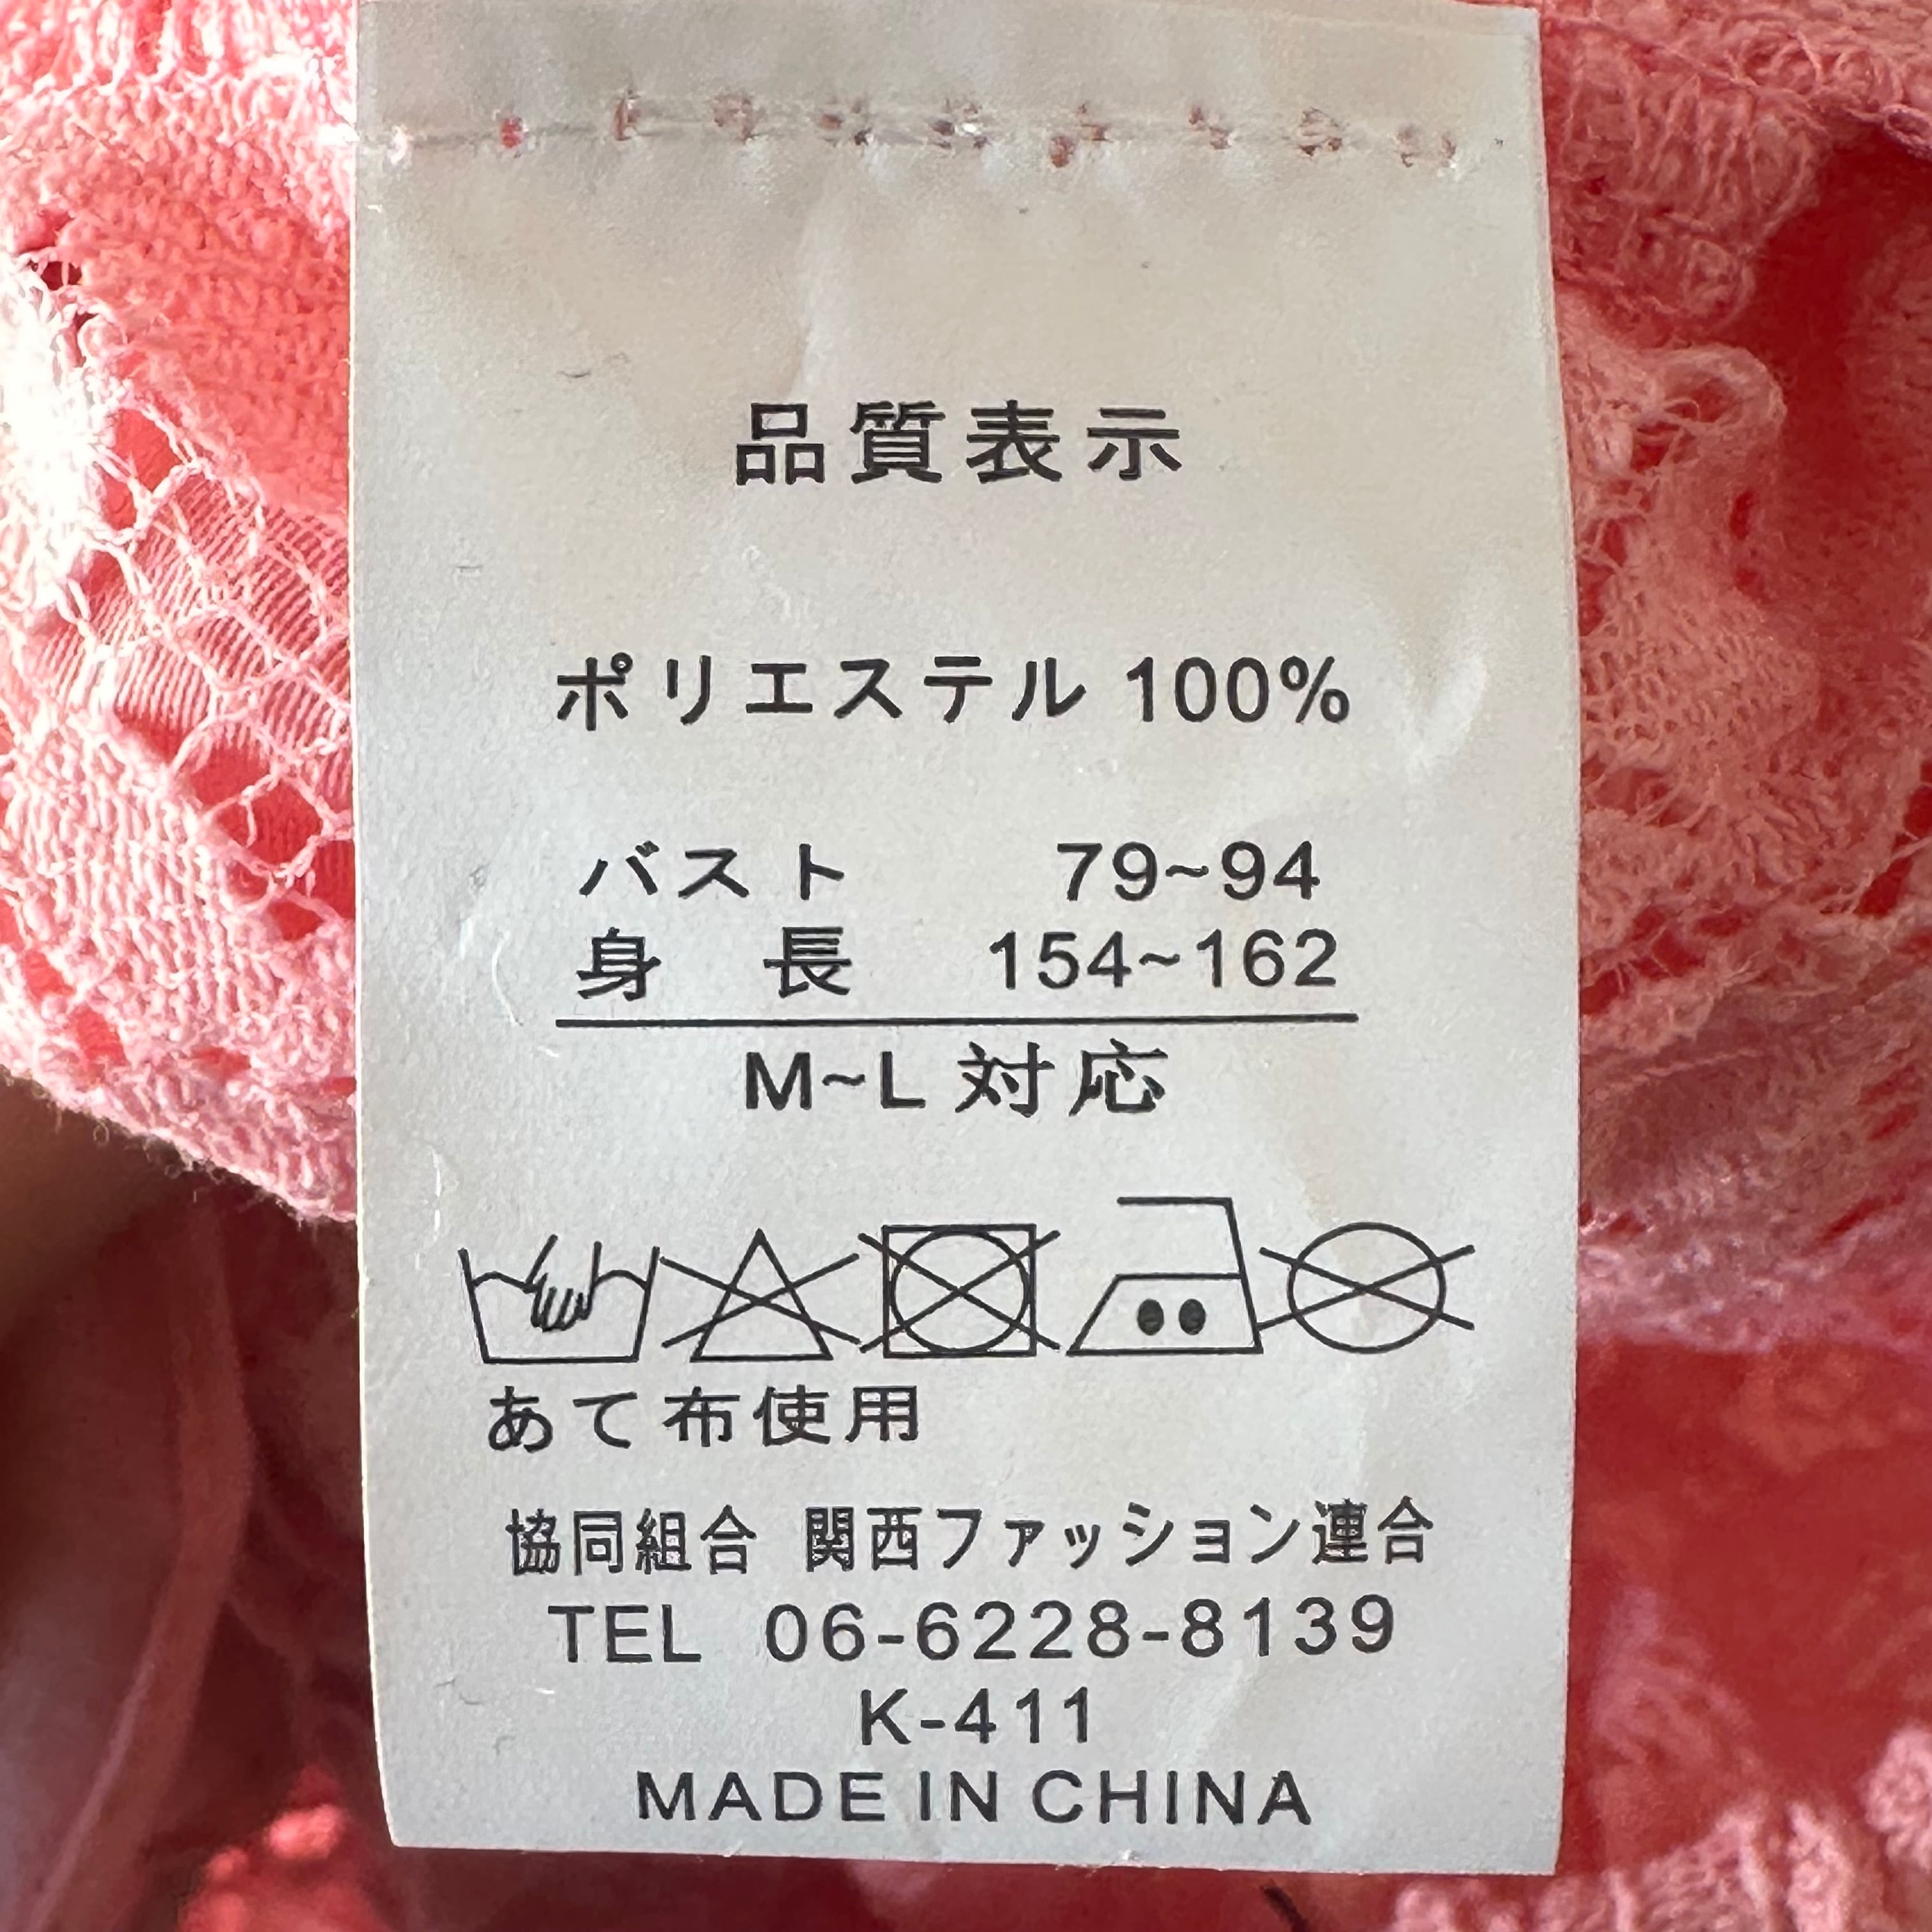 品質表示
ポリエステル 100%
バスト 79~94
身 長 154~162
M~L 対応
あて布使用
協同組合 関西ファッション連合
TEL 06-6228-8139
K-411
MADE IN CHINA